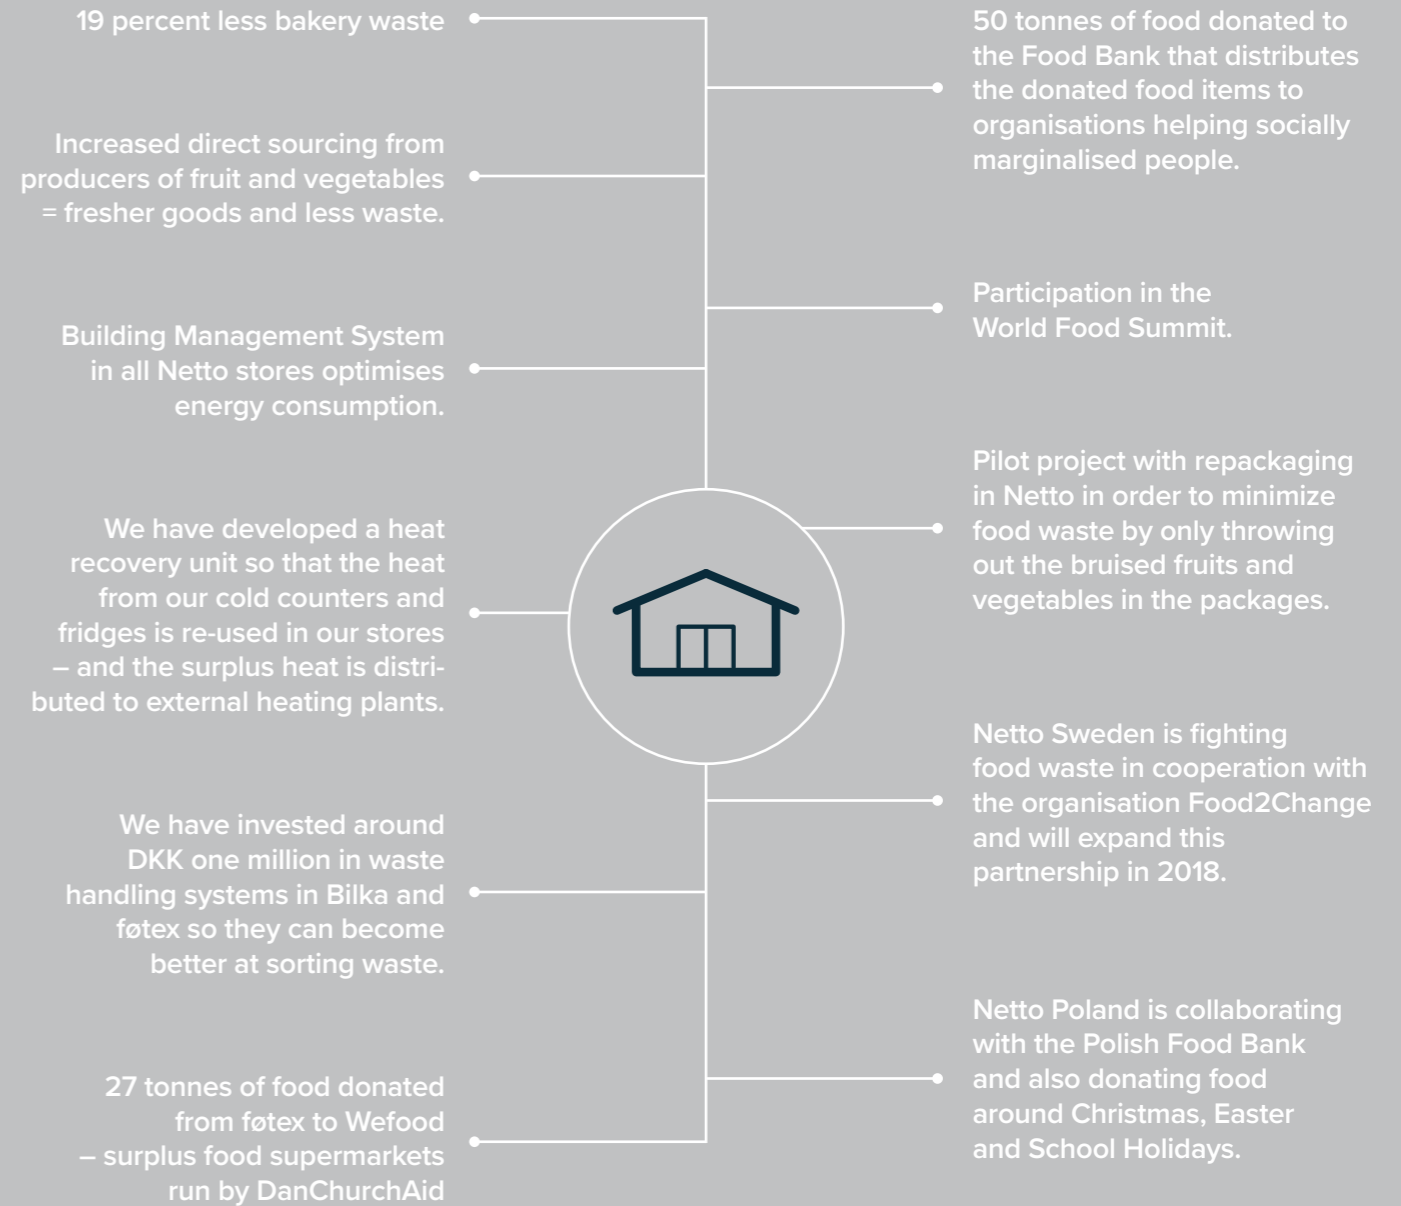 19 percent less bakery waste
Increased direct sourcing from
producers of fruit and vegetables
= fresher goods and less waste.
Building Management System
in all Netto stores optimises
energy consumption.
We have developed a heat
recovery unit so that the heat
from our cold counters and
fridges is re-used in our stores
– and the surplus heat is distri-
buted to external heating plants.
We have invested around
DKK one million in waste
handling systems in Bilka and
føtex so they can become
better at sorting waste.
27 tonnes of food donated
from føtex to Wefood
– surplus food supermarkets
run by DanChurchAid
50 tonnes of food donated to
the Food Bank that distributes
the donated food items to
organisations helping socially
marginalised people.
Participation in the
World Food Summit.
Pilot project with repackaging
in Netto in order to minimize
food waste by only throwing
out the bruised fruits and
vegetables in the packages.
Netto Sweden is fighting
food waste in cooperation with
the organisation Food2Change
and will expand this
partnership in 2018.
Netto Poland is collaborating
with the Polish Food Bank
and also donating food
around Christmas, Easter
and School Holidays.